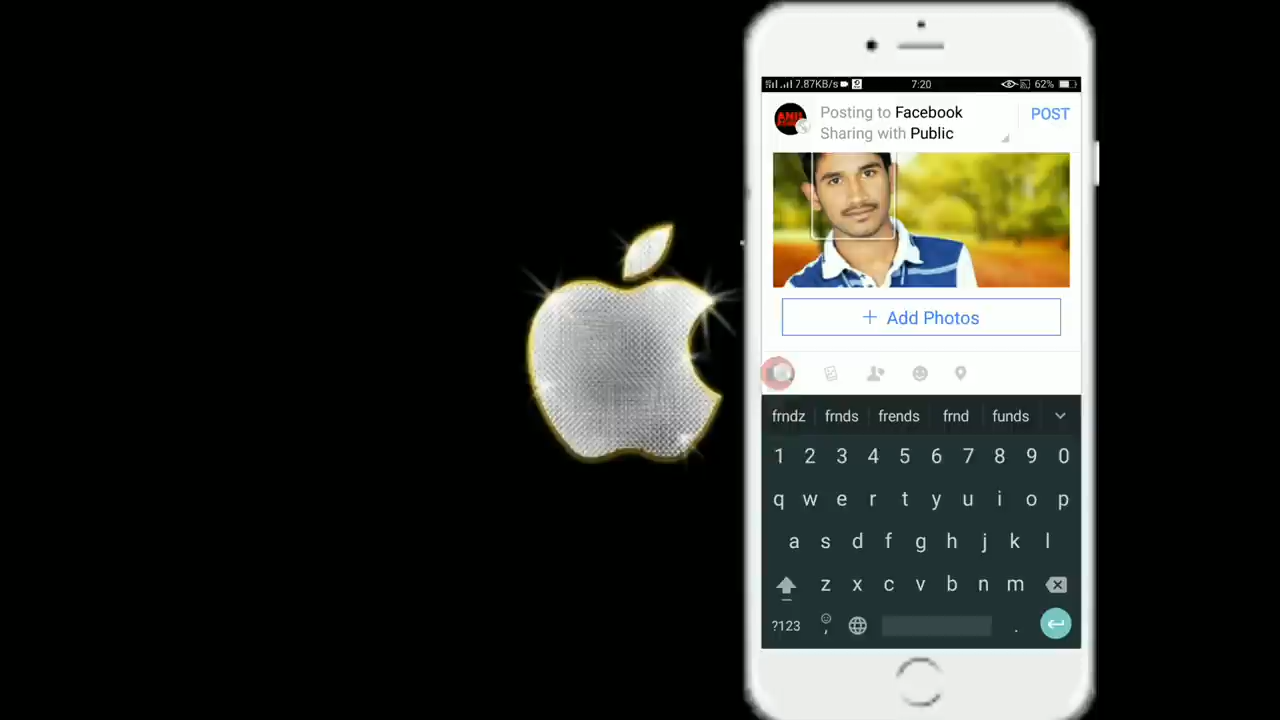 7.87KB/s 7:20 62%
Posting to Facebook
Sharing with Public
POST
+ Add Photos
frndz frnds frends frnd funds
1 2 3 4 5 6 7 8 9 0
q w e r t y u i o p
a s d f g h j k l
z x c v b n m
?123 , .